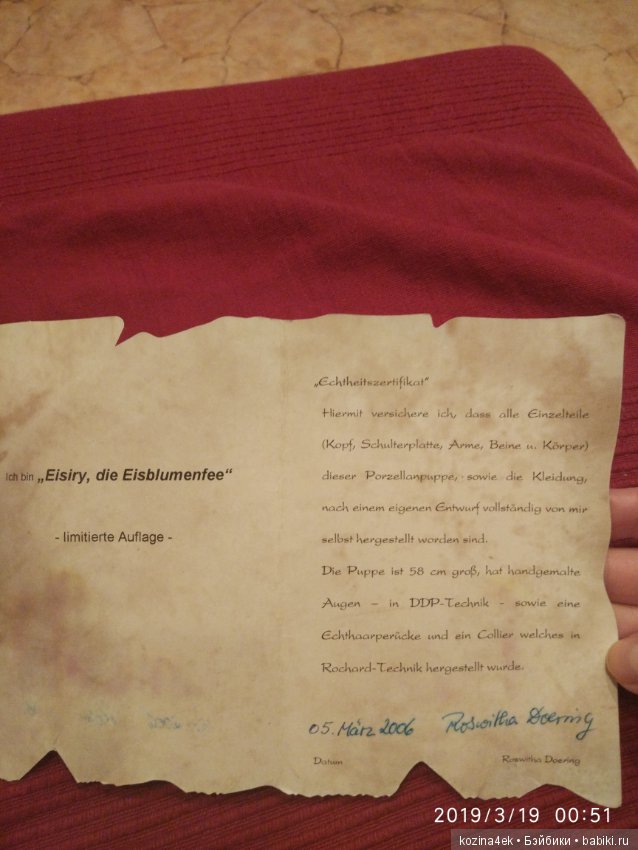 Ich bin „Eisiry, die Eisblumenfee“
- limitierte Auflage -
„Echtheitszertifikat“
Hiermit versichere ich, dass alle Einzelteile
(Kopf, Schulterplatte, Arme, Beine u. Körper)
dieser Porzellanpuppe, sowie die Kleidung,
nach einem eigenen Entwurf vollständig von mir
selbst hergestellt worden sind.
Die Puppe ist 58 cm groß, hat handgemalte
Augen – in DDP-Technik - sowie eine
Echthaarperücke und ein Collier welches in
Rochard-Technik hergestellt wurde.
05. März 2006 Roswitha Doering
Datum Roswitha Doering
2019/3/19 00:51
kozina4ek • Бэйбики • babiki.ru